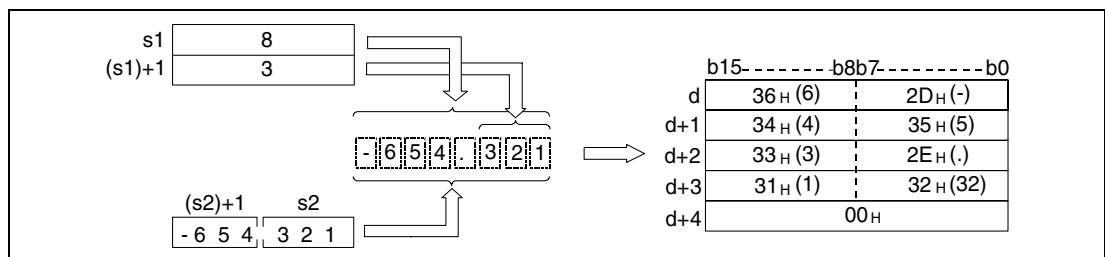 s1 8
(s1)+1 3
- 6 5 4 . 3 2 1
(s2)+1 s2
- 6 5 4 3 2 1
b15 b8b7 b0
d 36H(6) 2DH(-)
d+1 34H(4) 35H(5)
d+2 33H(3) 2EH(.)
d+3 31H(1) 32H(32)
d+4 00H